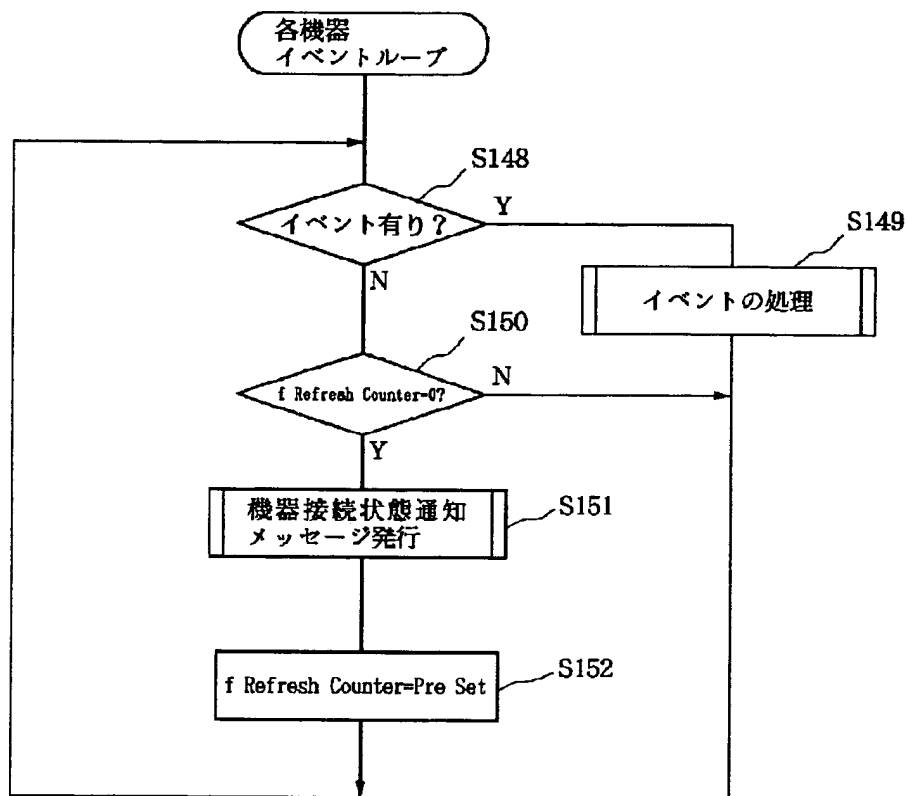 各機器
イベントループ
S148
イベント有り？
Y
S149
N
イベントの処理
S150
f Refresh Counter=0?
N
Y
機器接続状態通知
メッセージ発行
S151
S152
f Refresh Counter=Pre Set